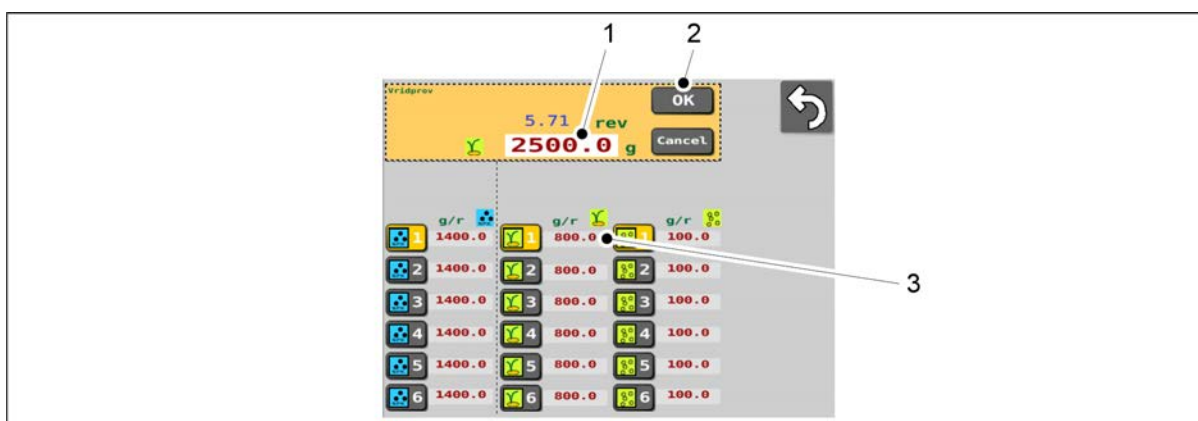 1 2
Vridprov
OK
5.71 rev
2500.0 g Cancel
g/r g/r g/r
1 1400.0 1 800.0 1 100.0
3
2 1400.0 2 800.0 2 100.0
3 1400.0 3 800.0 3 100.0
4 1400.0 4 800.0 4 100.0
5 1400.0 5 800.0 5 100.0
6 1400.0 6 800.0 6 100.0